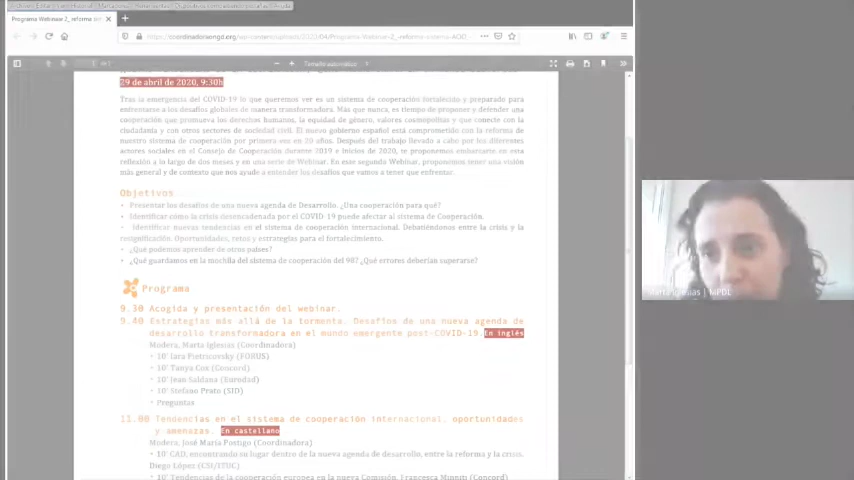 Programa Webinar 2_ reforma
29 de abril de 2020, 9,30h
Tras la emergencia del COVID-19 lo que queremos ver es un sistema de cooperación fortalecido y preparado para
enfrentarse a los desafíos globales de manera transformadora. Más que nunca, es tiempo de proponer y defender una
cooperación que promueva los derechos humanos, la equidad de género, valores cosmopolitas y que conecte con la
ciudadanía y con otros sectores de sociedad civil. El nuevo gobierno español está comprometido con la reforma de
nuestro sistema de cooperación por primera vez en 20 años. Después del trabajo llevado a cabo por los diferentes
actores sociales en el Consejo de Cooperación durante 2019 e inicios de 2020, te proponemos embarcarte en esta
reflexión a lo largo de dos meses y en una serie de Webinar. En este segundo Webinar, proponemos tener una visión
más general y de contexto que nos ayude a entender los desafíos que vamos a tener que enfrentar.
Objetivos
• Presentar los desafíos de una nueva agenda de Desarrollo. ¿Una cooperación para qué?
• Identificar cómo la crisis desencadenada por el COVID-19 puede afectar al sistema de Cooperación.
• Identificar nuevas tendencias en el sistema de cooperación internacional. Debatiéndonos entre la crisis y la
resignificación. Oportunidades, retos y estrategias para el fortalecimiento.
• ¿Qué podemos aprender de otros países?
• ¿Qué guardamos en la mochila del sistema de cooperación del 98? ¿Qué errores deberían superarse?
Programa
9.30 Acogida y presentación del webinar.
9.40 Estrategias más allá de la tormenta. Desafíos de una nueva agenda de
desarrollo transformadora en el mundo emergente post-COVID-19. En inglés
Modera, Marta Iglesias (Coordinadora)
• 10' Iara Pietricovsky (FORUS)
• 10' Tanya Cox (Concord)
• 10' Jean Saldana (Eurodad)
• 10' Stefano Prato (SID)
• Preguntas
11.00 Tendencias en el sistema de cooperación internacional, oportunidades
y amenazas. En castellano
Modera, José María Postigo (Coordinadora)
• 10' CAD, encontrando su lugar dentro de la nueva agenda de desarrollo, entre la reforma y la crisis.
Diego López (CSI/ITUC)
• 10' Tendencias de la cooperación europea en la nueva Comisión. Francesca Minniti (Concord)
Marta Iglesias | MPDL